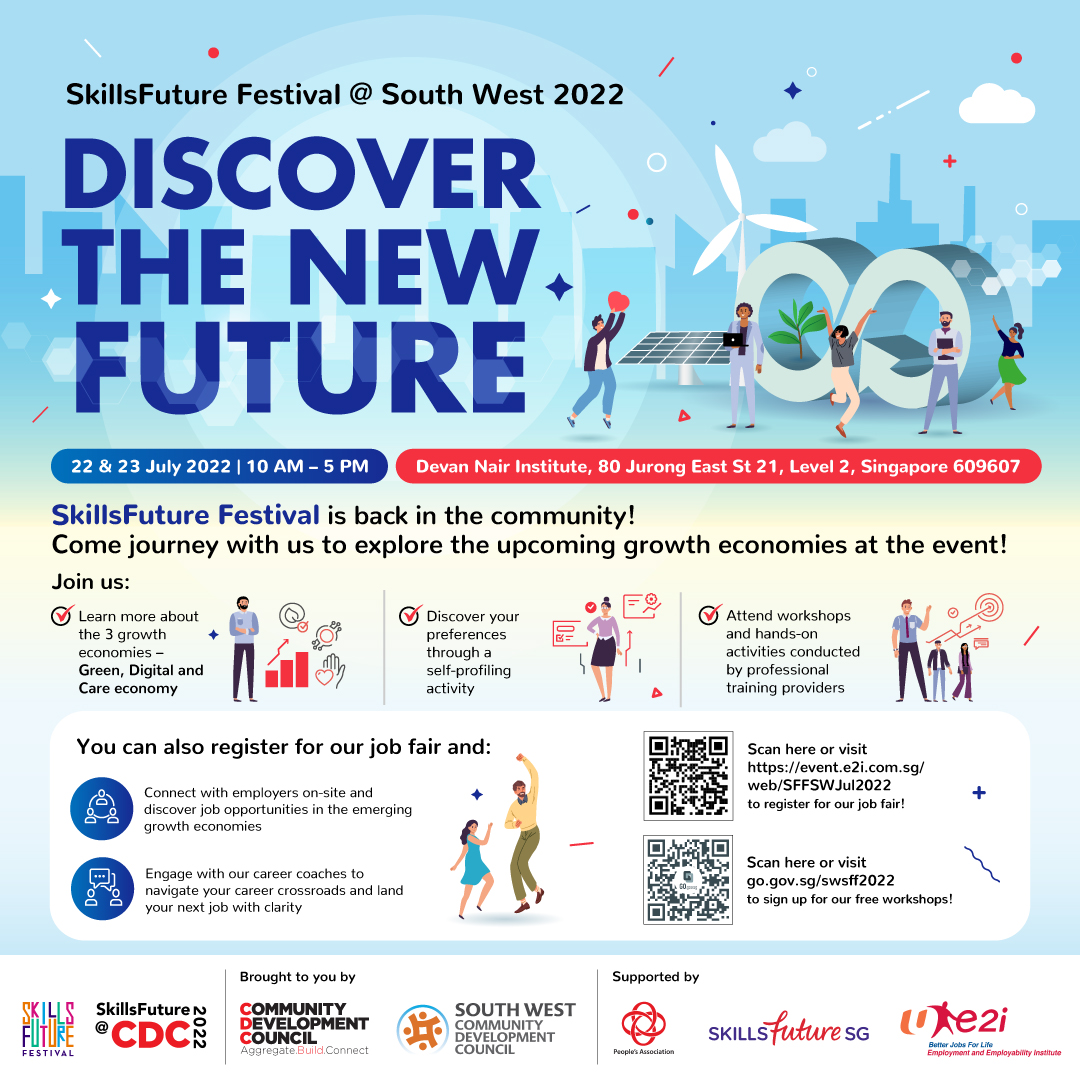 SkillsFuture Festival @ South West 2022
DISCOVER
THE NEW
FUTURE
22 & 23 July 2022 | 10 AM – 5 PM
Devan Nair Institute, 80 Jurong East St 21, Level 2, Singapore 609607
SkillsFuture Festival is back in the community!
Come journey with us to explore the upcoming growth economies at the event!
Join us:
Learn more about
the 3 growth
economies –
Green, Digital and
Care economy
Discover your
preferences
through a
self-profiling
activity
Attend workshops
and hands-on
activities conducted
by professional
training providers
You can also register for our job fair and:
Connect with employers on-site and
discover job opportunities in the emerging
growth economies
Engage with our career coaches to
navigate your career crossroads and land
your next job with clarity
Scan here or visit
https://event.e2i.com.sg/
web/SFFSWJul2022
to register for our job fair!
GO.gov.sg
Scan here or visit
go.gov.sg/swsff2022
to sign up for our free workshops!
SKILLS
FUTURE
FESTIVAL
SkillsFuture
@ CDC
2022
Brought to you by
COMMUNITY
DEVELOPMENT
COUNCIL
Aggregate.Build.Connect
SOUTH WEST
COMMUNITY
DEVELOPMENT
COUNCIL
Supported by
People's Association
SKILLS future SG
e2i
Better Jobs For Life
Employment and Employability Institute